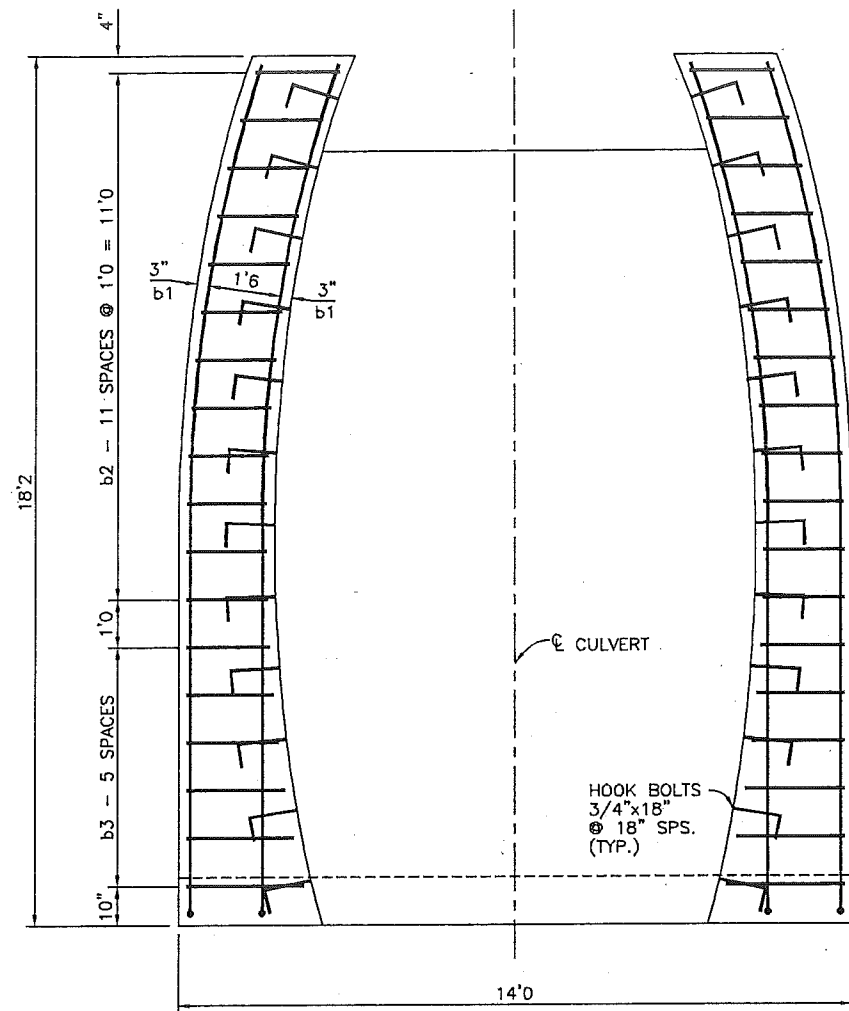 4"
b2 - 11 SPACES @ 1'0 = 11'0
3"
b1
1'6
3"
b1
18'2
1'0
℄ CULVERT
b3 - 5 SPACES
HOOK BOLTS
3/4"x18"
@ 18" SPS.
(TYP.)
10"
14'0